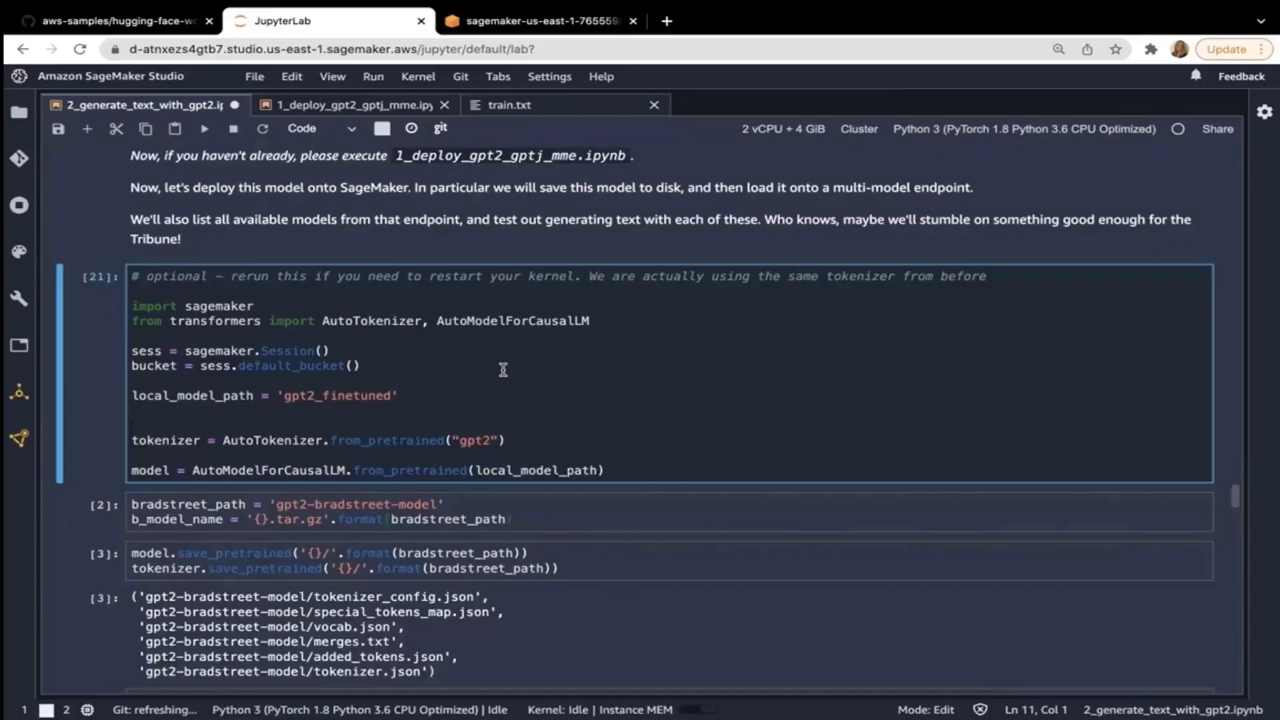 aws-samples/hugging-face-wo
JupyterLab
sagemaker-us-east-1-765559
d-atnxezs4gtb7.studio.us-east-1.sagemaker.aws/jupyter/default/lab?
Update
Amazon SageMaker Studio
File Edit View Run Kernel Git Tabs Settings Help
Feedback
2_generate_text_with_gpt2.ip
1_deploy_gpt2_gptj_mme.ipy
train.txt
Code
git
2 vCPU + 4 GiB
Cluster
Python 3 (PyTorch 1.8 Python 3.6 CPU Optimized)
Share
Now, if you haven't already, please execute 1_deploy_gpt2_gptj_mme.ipynb .
Now, let's deploy this model onto SageMaker. In particular we will save this model to disk, and then load it onto a multi-model endpoint.
We'll also list all available models from that endpoint, and test out generating text with each of these. Who knows, maybe we'll stumble on something good enough for the
Tribune!
[21]:
# optional - rerun this if you need to restart your kernel. We are actually using the same tokenizer from before
import sagemaker
from transformers import AutoTokenizer, AutoModelForCausalLM
sess = sagemaker.Session()
bucket = sess.default_bucket()
local_model_path = 'gpt2_finetuned'
tokenizer = AutoTokenizer.from_pretrained("gpt2")
model = AutoModelForCausalLM.from_pretrained(local_model_path)
[2]:
bradstreet_path = 'gpt2-bradstreet-model'
b_model_name = '{}.tar.gz'.format(bradstreet_path)
[3]:
model.save_pretrained('{}/'.format(bradstreet_path))
tokenizer.save_pretrained('{}/'.format(bradstreet_path))
[3]:
('gpt2-bradstreet-model/tokenizer_config.json',
'gpt2-bradstreet-model/special_tokens_map.json',
'gpt2-bradstreet-model/vocab.json',
'gpt2-bradstreet-model/merges.txt',
'gpt2-bradstreet-model/added_tokens.json',
'gpt2-bradstreet-model/tokenizer.json')
1 2 Git: refreshing... Python 3 (PyTorch 1.8 Python 3.6 CPU Optimized) | Idle Kernel: Idle | Instance MEM
Mode: Edit Ln 11, Col 1 2_generate_text_with_gpt2.ipynb